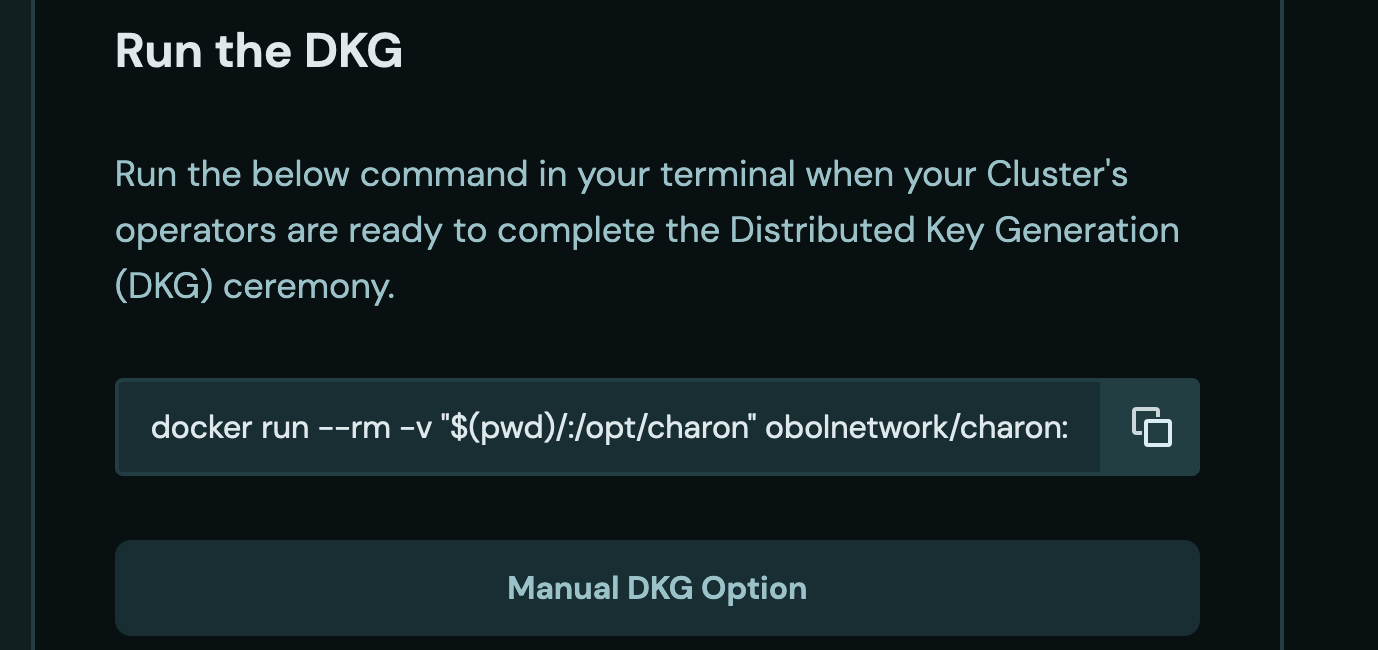 Run the DKG
Run the below command in your terminal when your Cluster's
operators are ready to complete the Distributed Key Generation
(DKG) ceremony.
docker run --rm -v "$(pwd)/:/opt/charon" obolnetwork/charon:
Manual DKG Option